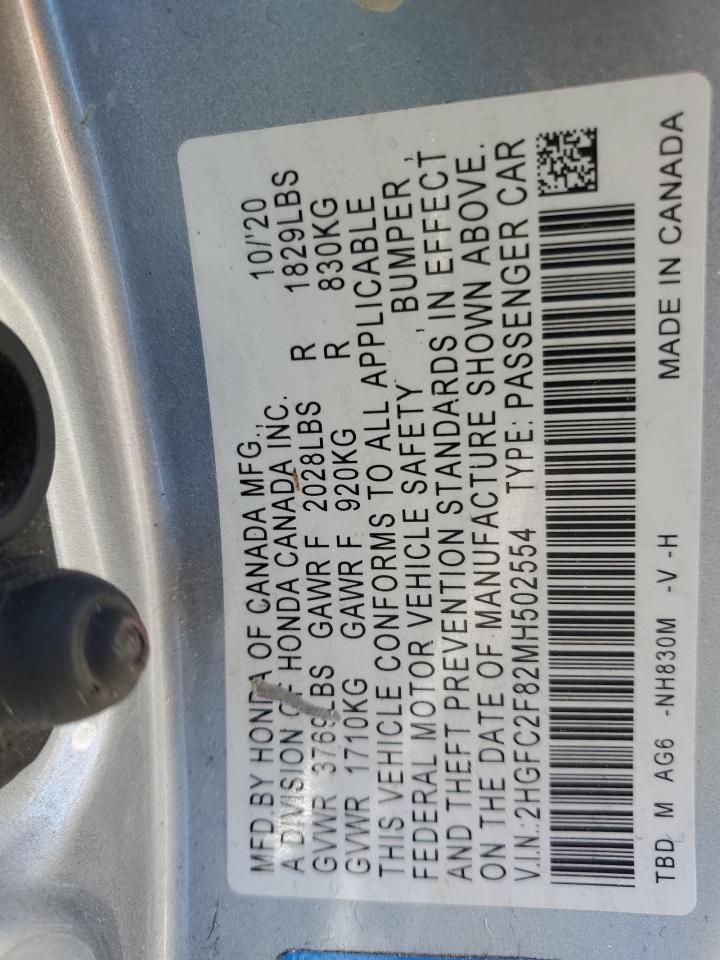 MFD.BY HONDA OF CANADA MFG., 10/'20
A DIVISION OF HONDA CANADA INC.
GVWR 3769LBS GAWR F 2028LBS R 1829LBS
GVWR 1710KG GAWR F 920KG R 830KG
THIS VEHICLE CONFORMS TO ALL APPLICABLE
FEDERAL MOTOR VEHICLE SAFETY , BUMPER ,
AND THEFT PREVENTION STANDARDS IN EFFECT
ON THE DATE OF MANUFACTURE SHOWN ABOVE.
V.I.N.:2HGFC2F82MH502554 TYPE: PASSENGER CAR
TBD M AG6 -NH830M -V -H MADE IN CANADA